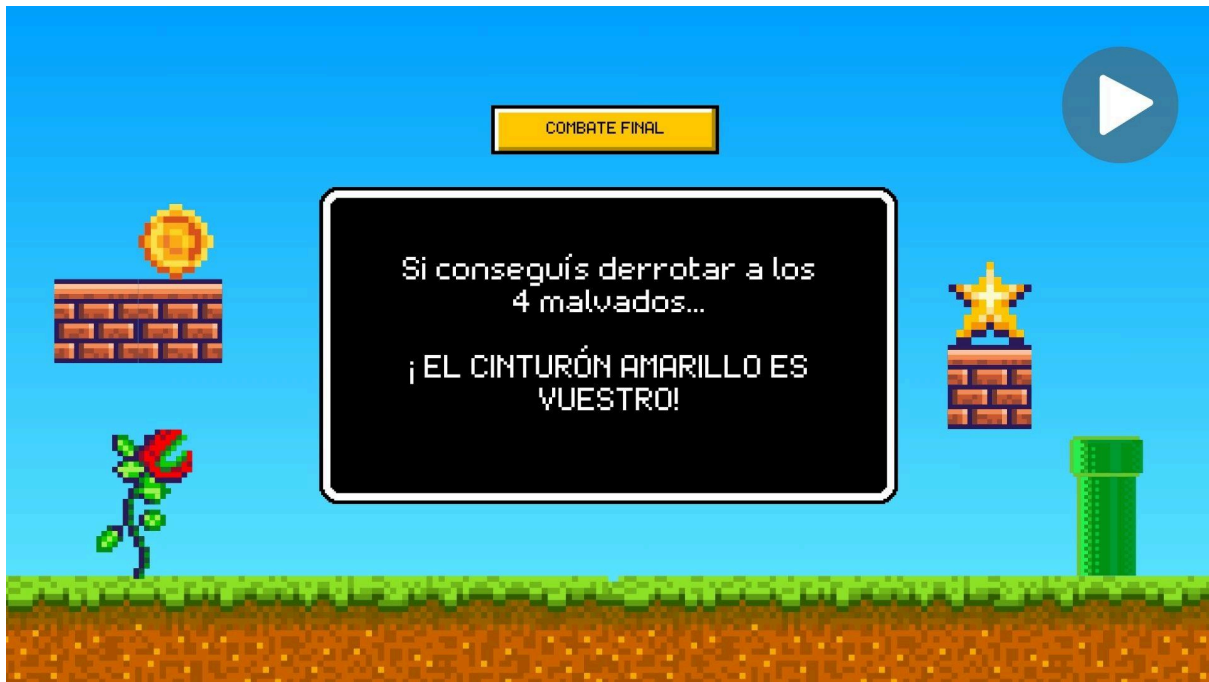 COMBATE FINAL
Si conseguís derrotar a los
4 malvados...
¡EL CINTURÓN AMARILLO ES
VUESTRO!